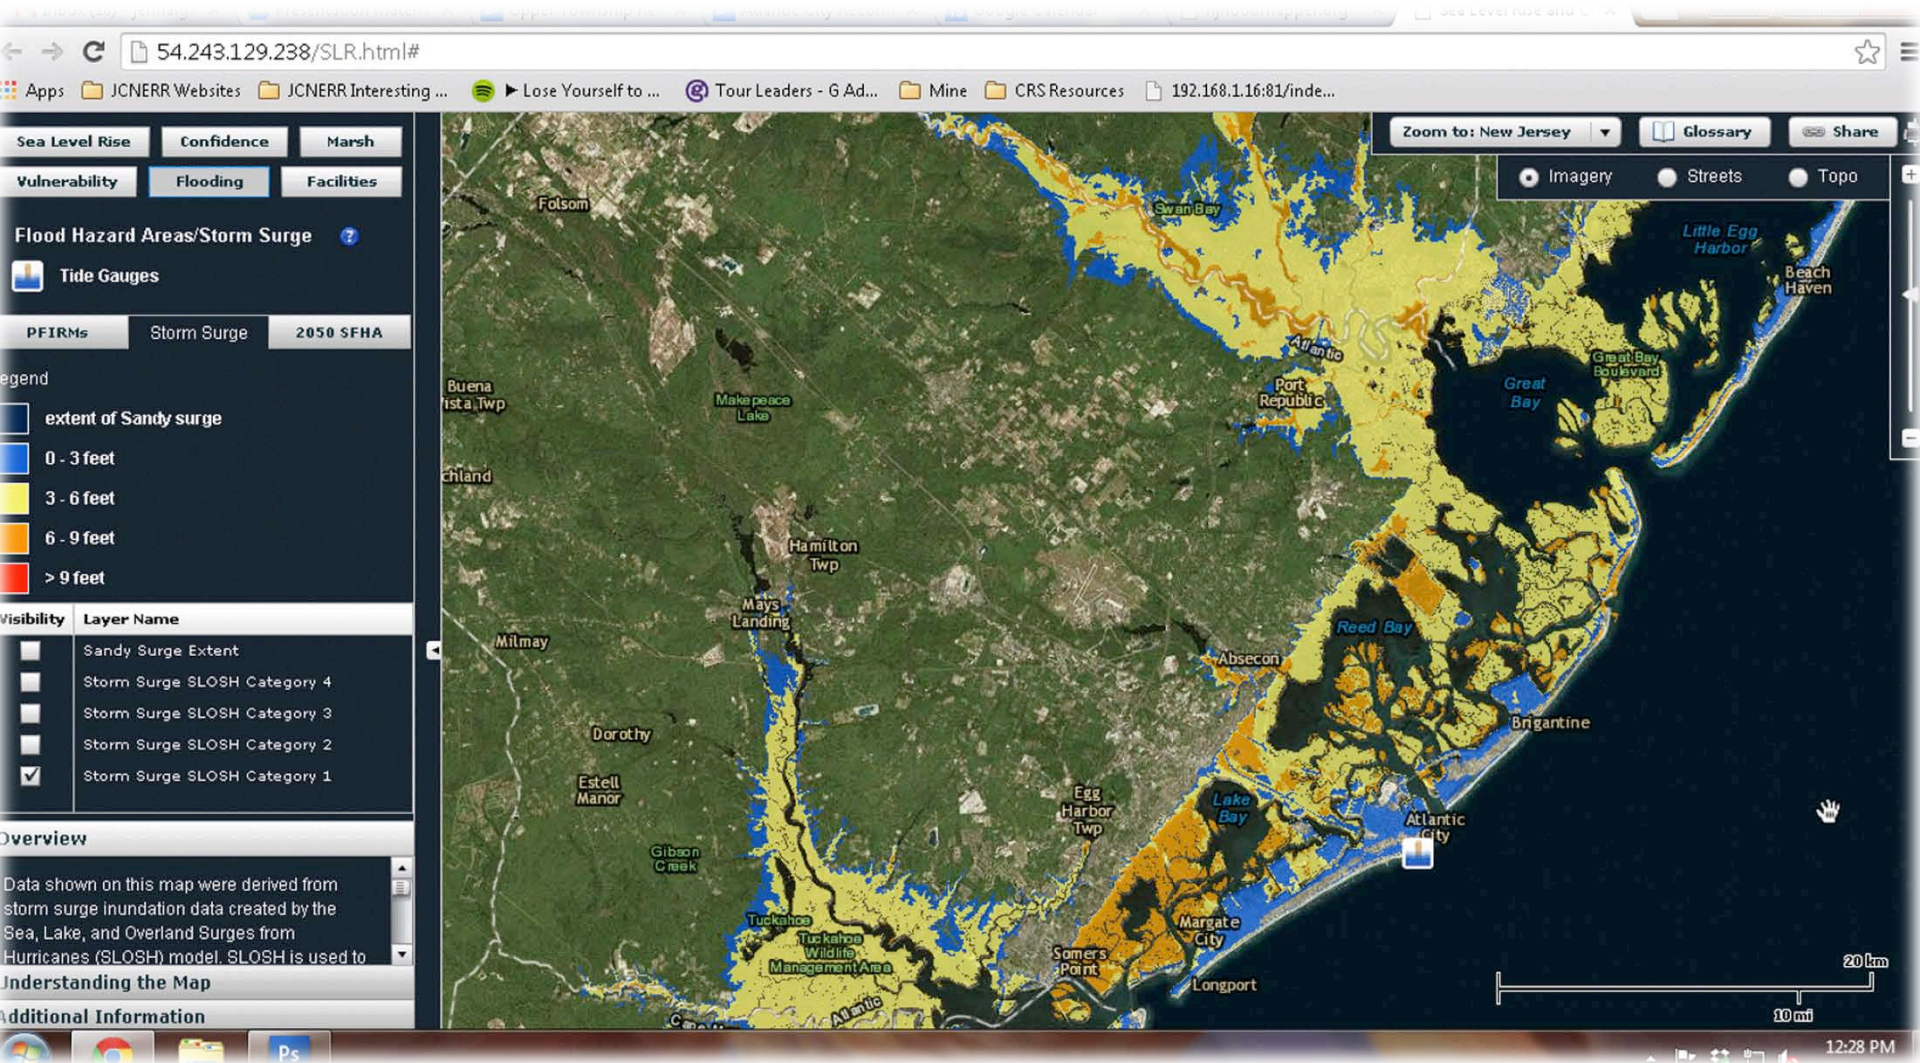 54.243.129.238/SLR.html#
Apps JCNERR Websites JCNERR Interesting ... ▶ Lose Yourself to ... Tour Leaders - G Ad... Mine CRS Resources 192.168.1.16:81/inde...
Sea Level Rise Confidence Marsh
Vulnerability Flooding Facilities
Flood Hazard Areas/Storm Surge ?
Tide Gauges
PFIRMs Storm Surge 2050 SFHA
egend
extent of Sandy surge
0 - 3 feet
3 - 6 feet
6 - 9 feet
> 9 feet
Visibility Layer Name
Sandy Surge Extent
Storm Surge SLOSH Category 4
Storm Surge SLOSH Category 3
Storm Surge SLOSH Category 2
Storm Surge SLOSH Category 1
Overview
Data shown on this map were derived from
storm surge inundation data created by the
Sea, Lake, and Overland Surges from
Hurricanes (SLOSH) model. SLOSH is used to
Understanding the Map
Additional Information
Zoom to: New Jersey Glossary Share
Imagery Streets Topo
Folsom
Swan Bay
Little Egg
Harbor
Beach
Haven
Atlantic
Great Bay
Boulevard
Buena
ista Twp
Makepeace
Lake
Port
Republic
Great
Bay
chland
Hamilton
Twp
Mays
Landing
Milmay
Reed Bay
Absecon
Brigantine
Dorothy
Estell
Manor
Egg
Harbor
Twp
Lake
Bay
Atlantic
City
Gibson
Creek
Tuckahoe
Tuckahoe
Wildlife
Management Area
Margate
City
Somers
Point
Longport
Atlantic
20 km
10 mi
Ps
12:28 PM